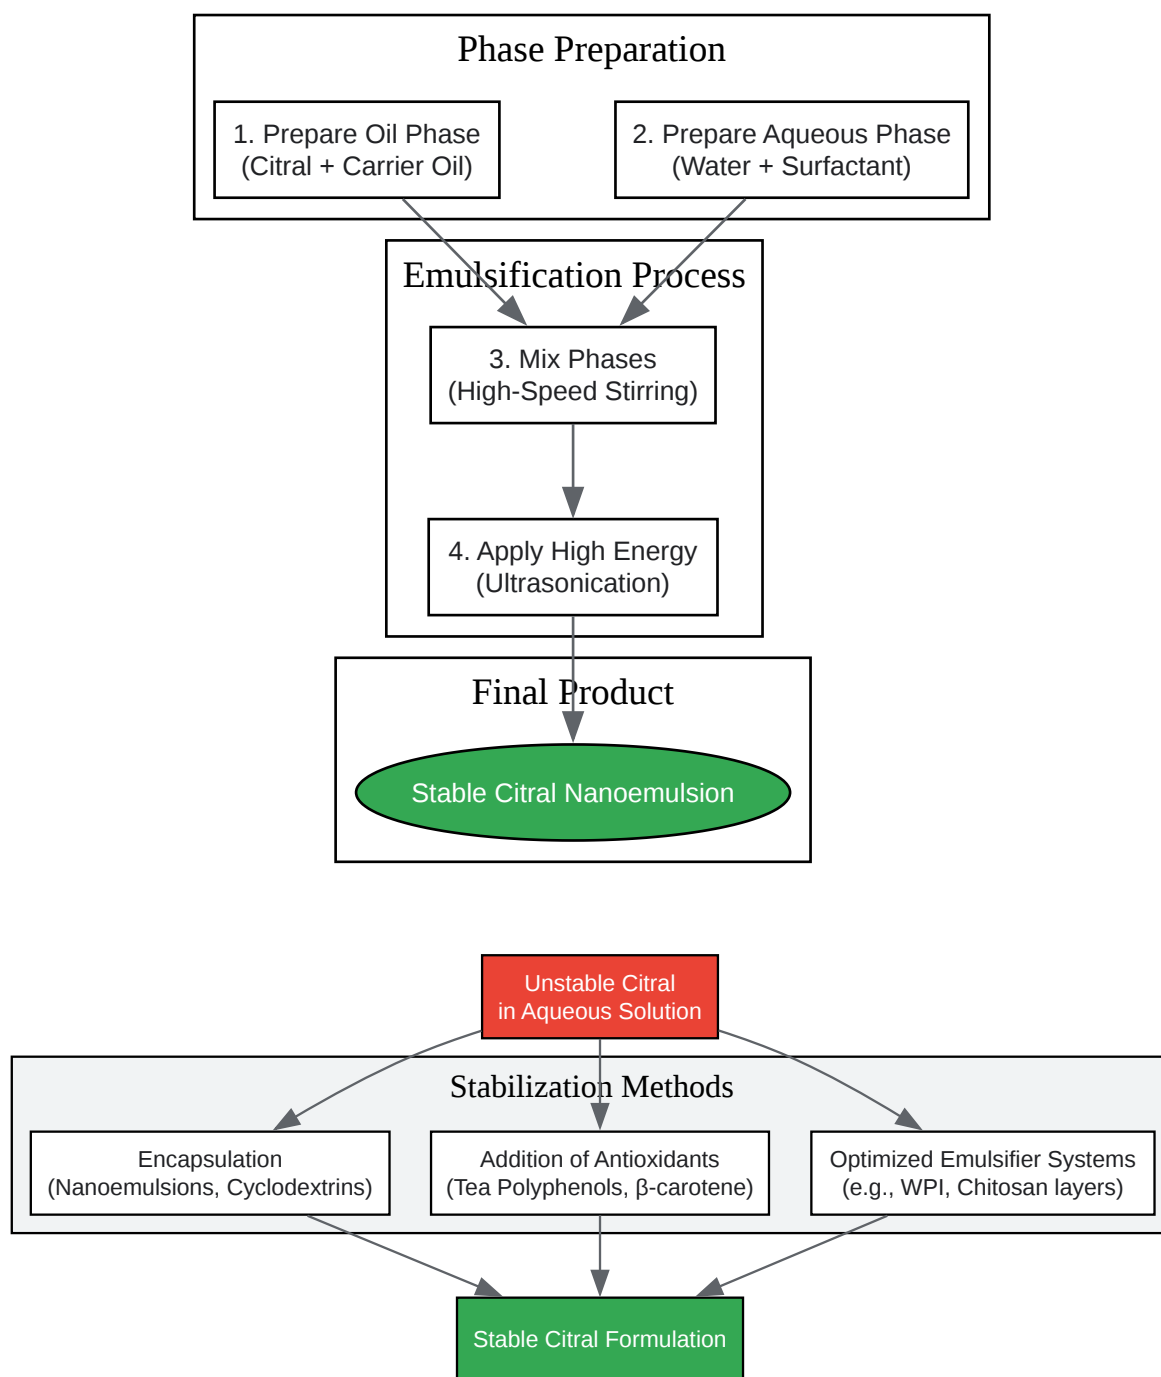 Phase Preparation
1. Prepare Oil Phase
(Citral + Carrier Oil)
2. Prepare Aqueous Phase
(Water + Surfactant)
Emulsification Process
3. Mix Phases
(High-Speed Stirring)
4. Apply High Energy
(Ultrasonication)
Final Product
Stable Citral Nanoemulsion
Unstable Citral
in Aqueous Solution
Stabilization Methods
Encapsulation
(Nanoemulsions, Cyclodextrins)
Addition of Antioxidants
(Tea Polyphenols, β-carotene)
Optimized Emulsifier Systems
(e.g., WPI, Chitosan layers)
Stable Citral Formulation